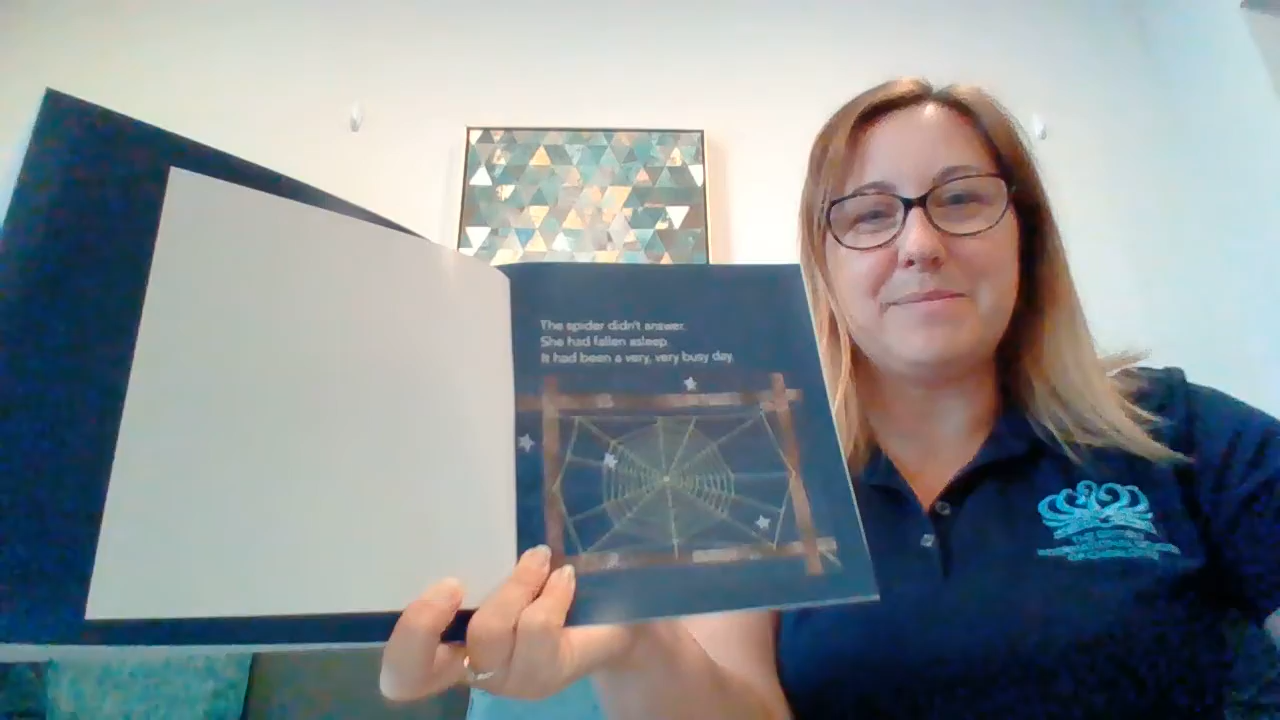 The spider didn't answer.
She had fallen asleep.
It had been a very, very busy day.